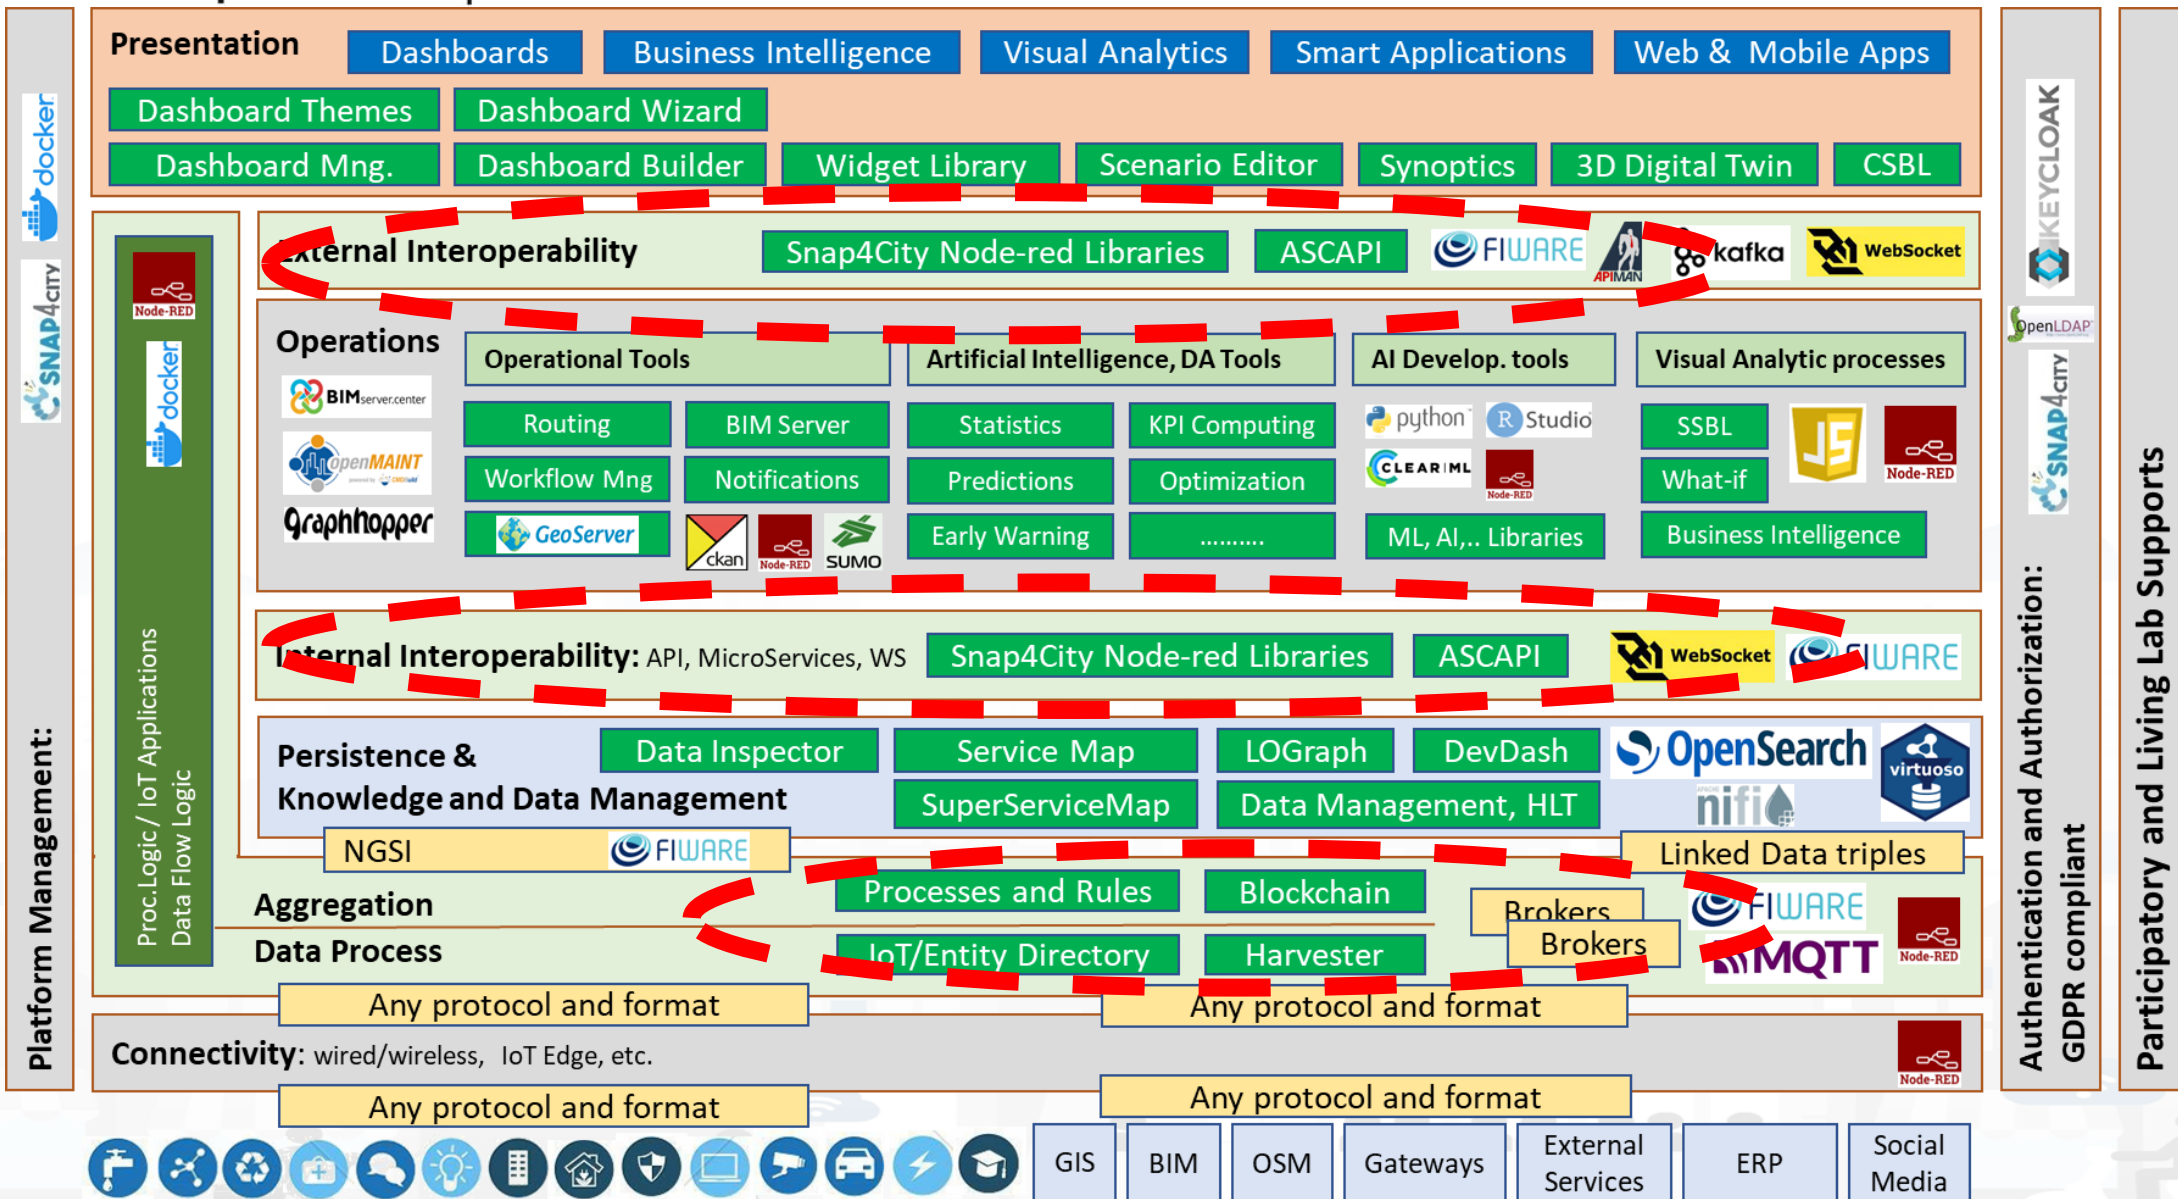 Presentation
Dashboards
Business Intelligence
Visual Analytics
Smart Applications
Web & Mobile Apps
Dashboard Themes
Dashboard Wizard
Dashboard Mng.
Dashboard Builder
Widget Library
Scenario Editor
Synoptics
3D Digital Twin
CSBL
External Interoperability
Snap4City Node-red Libraries
ASCAPI
FIWARE
APIMAN
kafka
WebSocket
Operations
Operational Tools
Artificial Intelligence, DA Tools
AI Develop. tools
Visual Analytic processes
BIMserver.center
openMAINT
powered by
Graphhopper
Routing
BIM Server
Workflow Mng
Notifications
GeoServer
ckan
Node-RED
SUMO
Statistics
KPI Computing
Predictions
Optimization
Early Warning
..........
python
R Studio
CLEAR|ML
Node-RED
ML, AI,.. Libraries
SSBL
What-if
JS
Node-RED
Business Intelligence
Internal Interoperability: API, MicroServices, WS
Snap4City Node-red Libraries
ASCAPI
WebSocket
FIWARE
Persistence &
Knowledge and Data Management
Data Inspector
Service Map
LOGraph
DevDash
SuperServiceMap
Data Management, HLT
OpenSearch
APACHE
nifi
virtuoso
NGSI
FIWARE
Linked Data triples
Aggregation
Data Process
Processes and Rules
Blockchain
IoT/Entity Directory
Harvester
Brokers
Brokers
FIWARE
MQTT
Node-RED
Any protocol and format
Any protocol and format
Connectivity: wired/wireless, IoT Edge, etc.
Node-RED
Any protocol and format
Any protocol and format
GIS
BIM
OSM
Gateways
External
Services
ERP
Social
Media
Platform Management:
SNAP4CITY
docker
Node-RED
docker
Proc.Logic / IoT Applications
Data Flow Logic
KEYCLOAK
OpenLDAP
SNAP4CITY
Authentication and Authorization:
GDPR compliant
Participatory and Living Lab Supports